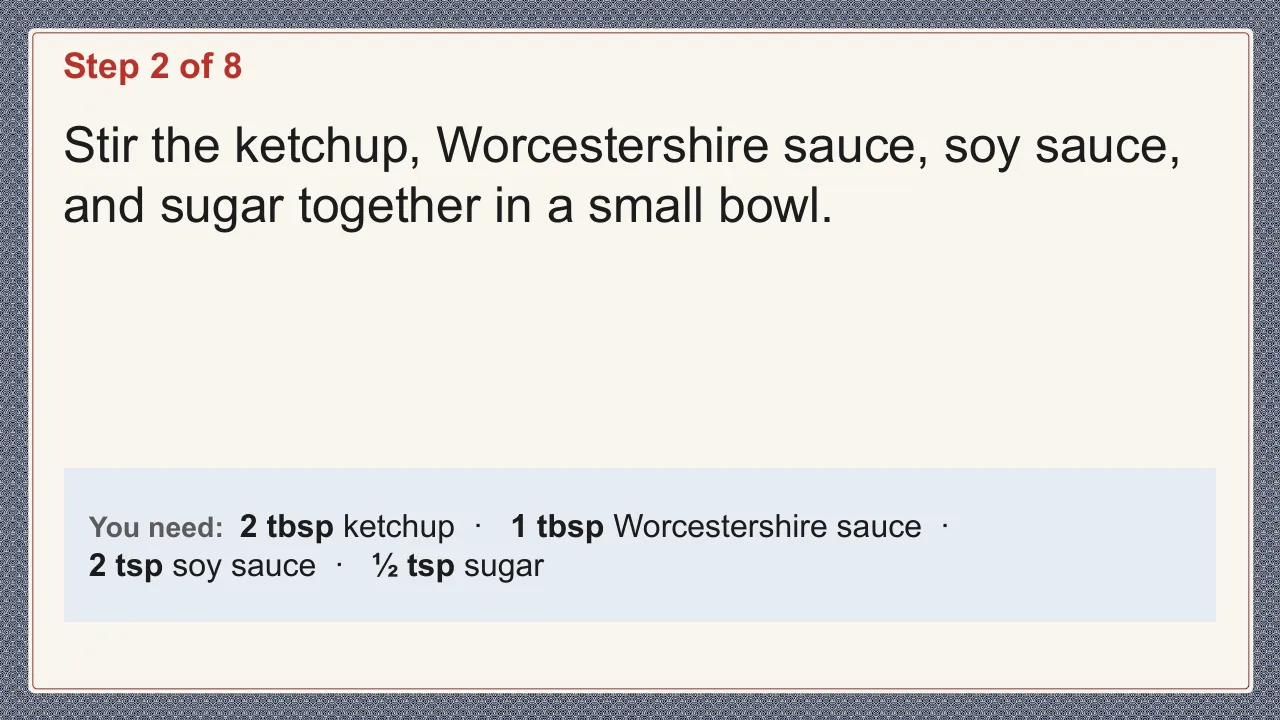 Step 2 of 8
Stir the ketchup, Worcestershire sauce, soy sauce,
and sugar together in a small bowl.
You need: 2 tbsp ketchup · 1 tbsp Worcestershire sauce ·
2 tsp soy sauce · ½ tsp sugar